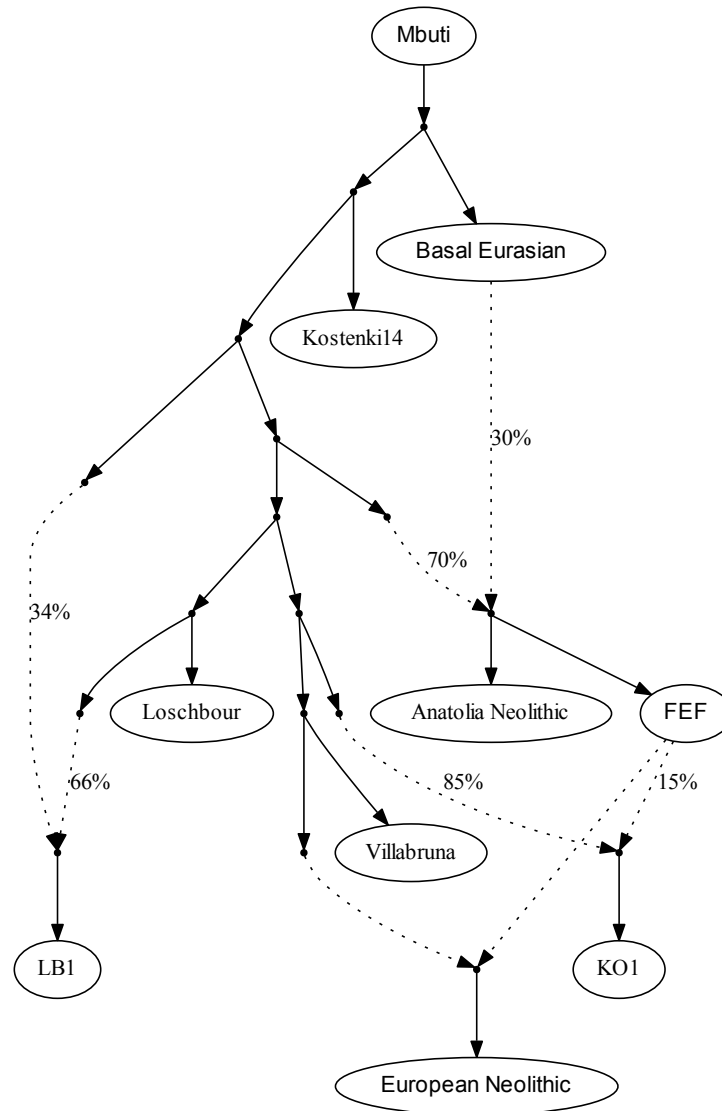 Mbuti
Basal Eurasian
Kostenki14
30%
70%
34%
Loschbour
Anatolia Neolithic
FEF
66%
85%
15%
Villabruna
LB1
KO1
European Neolithic